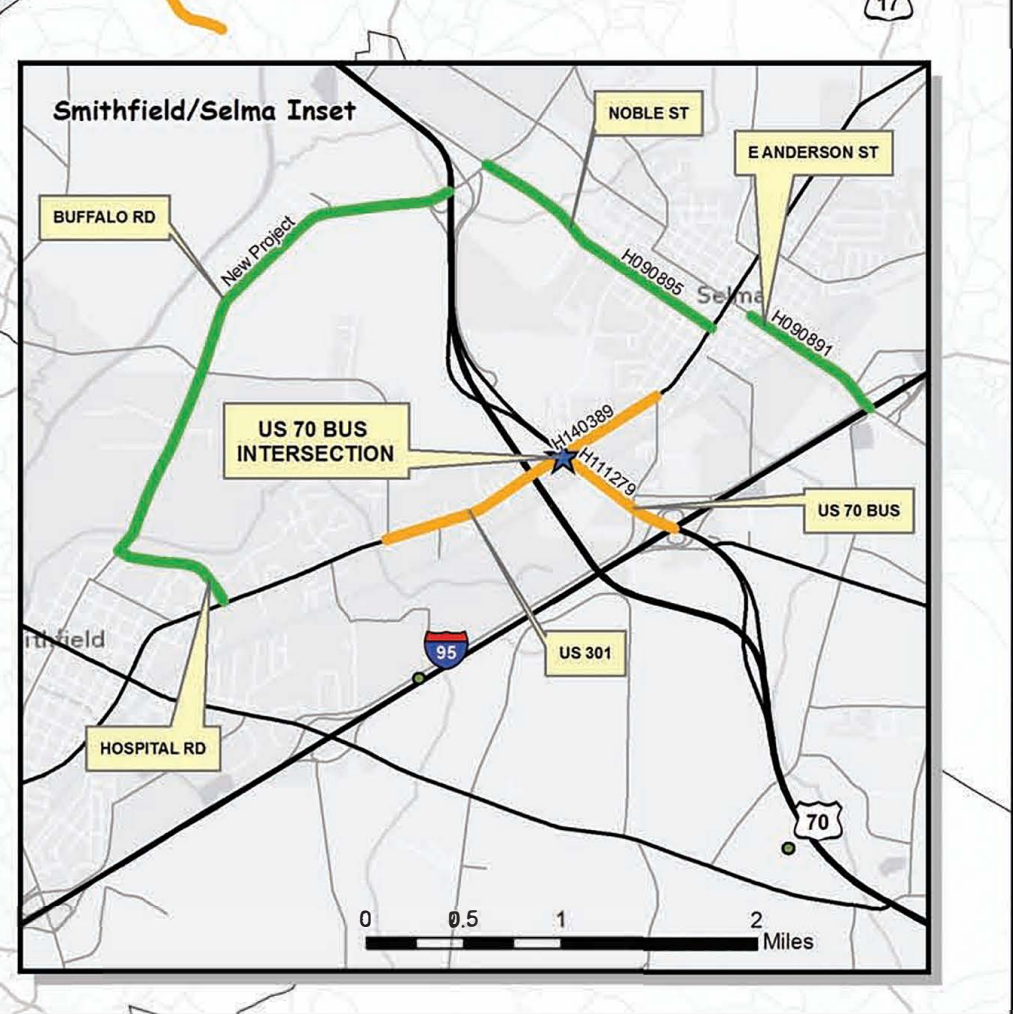 17
Smithfield/Selma Inset
NOBLE ST
E ANDERSON ST
BUFFALO RD
New Project
H090895
Selma
H090891
US 70 BUS
INTERSECTION
H140389
H111279
US 70 BUS
ithfield
95
US 301
HOSPITAL RD
70
0 0.5 1 2
Miles